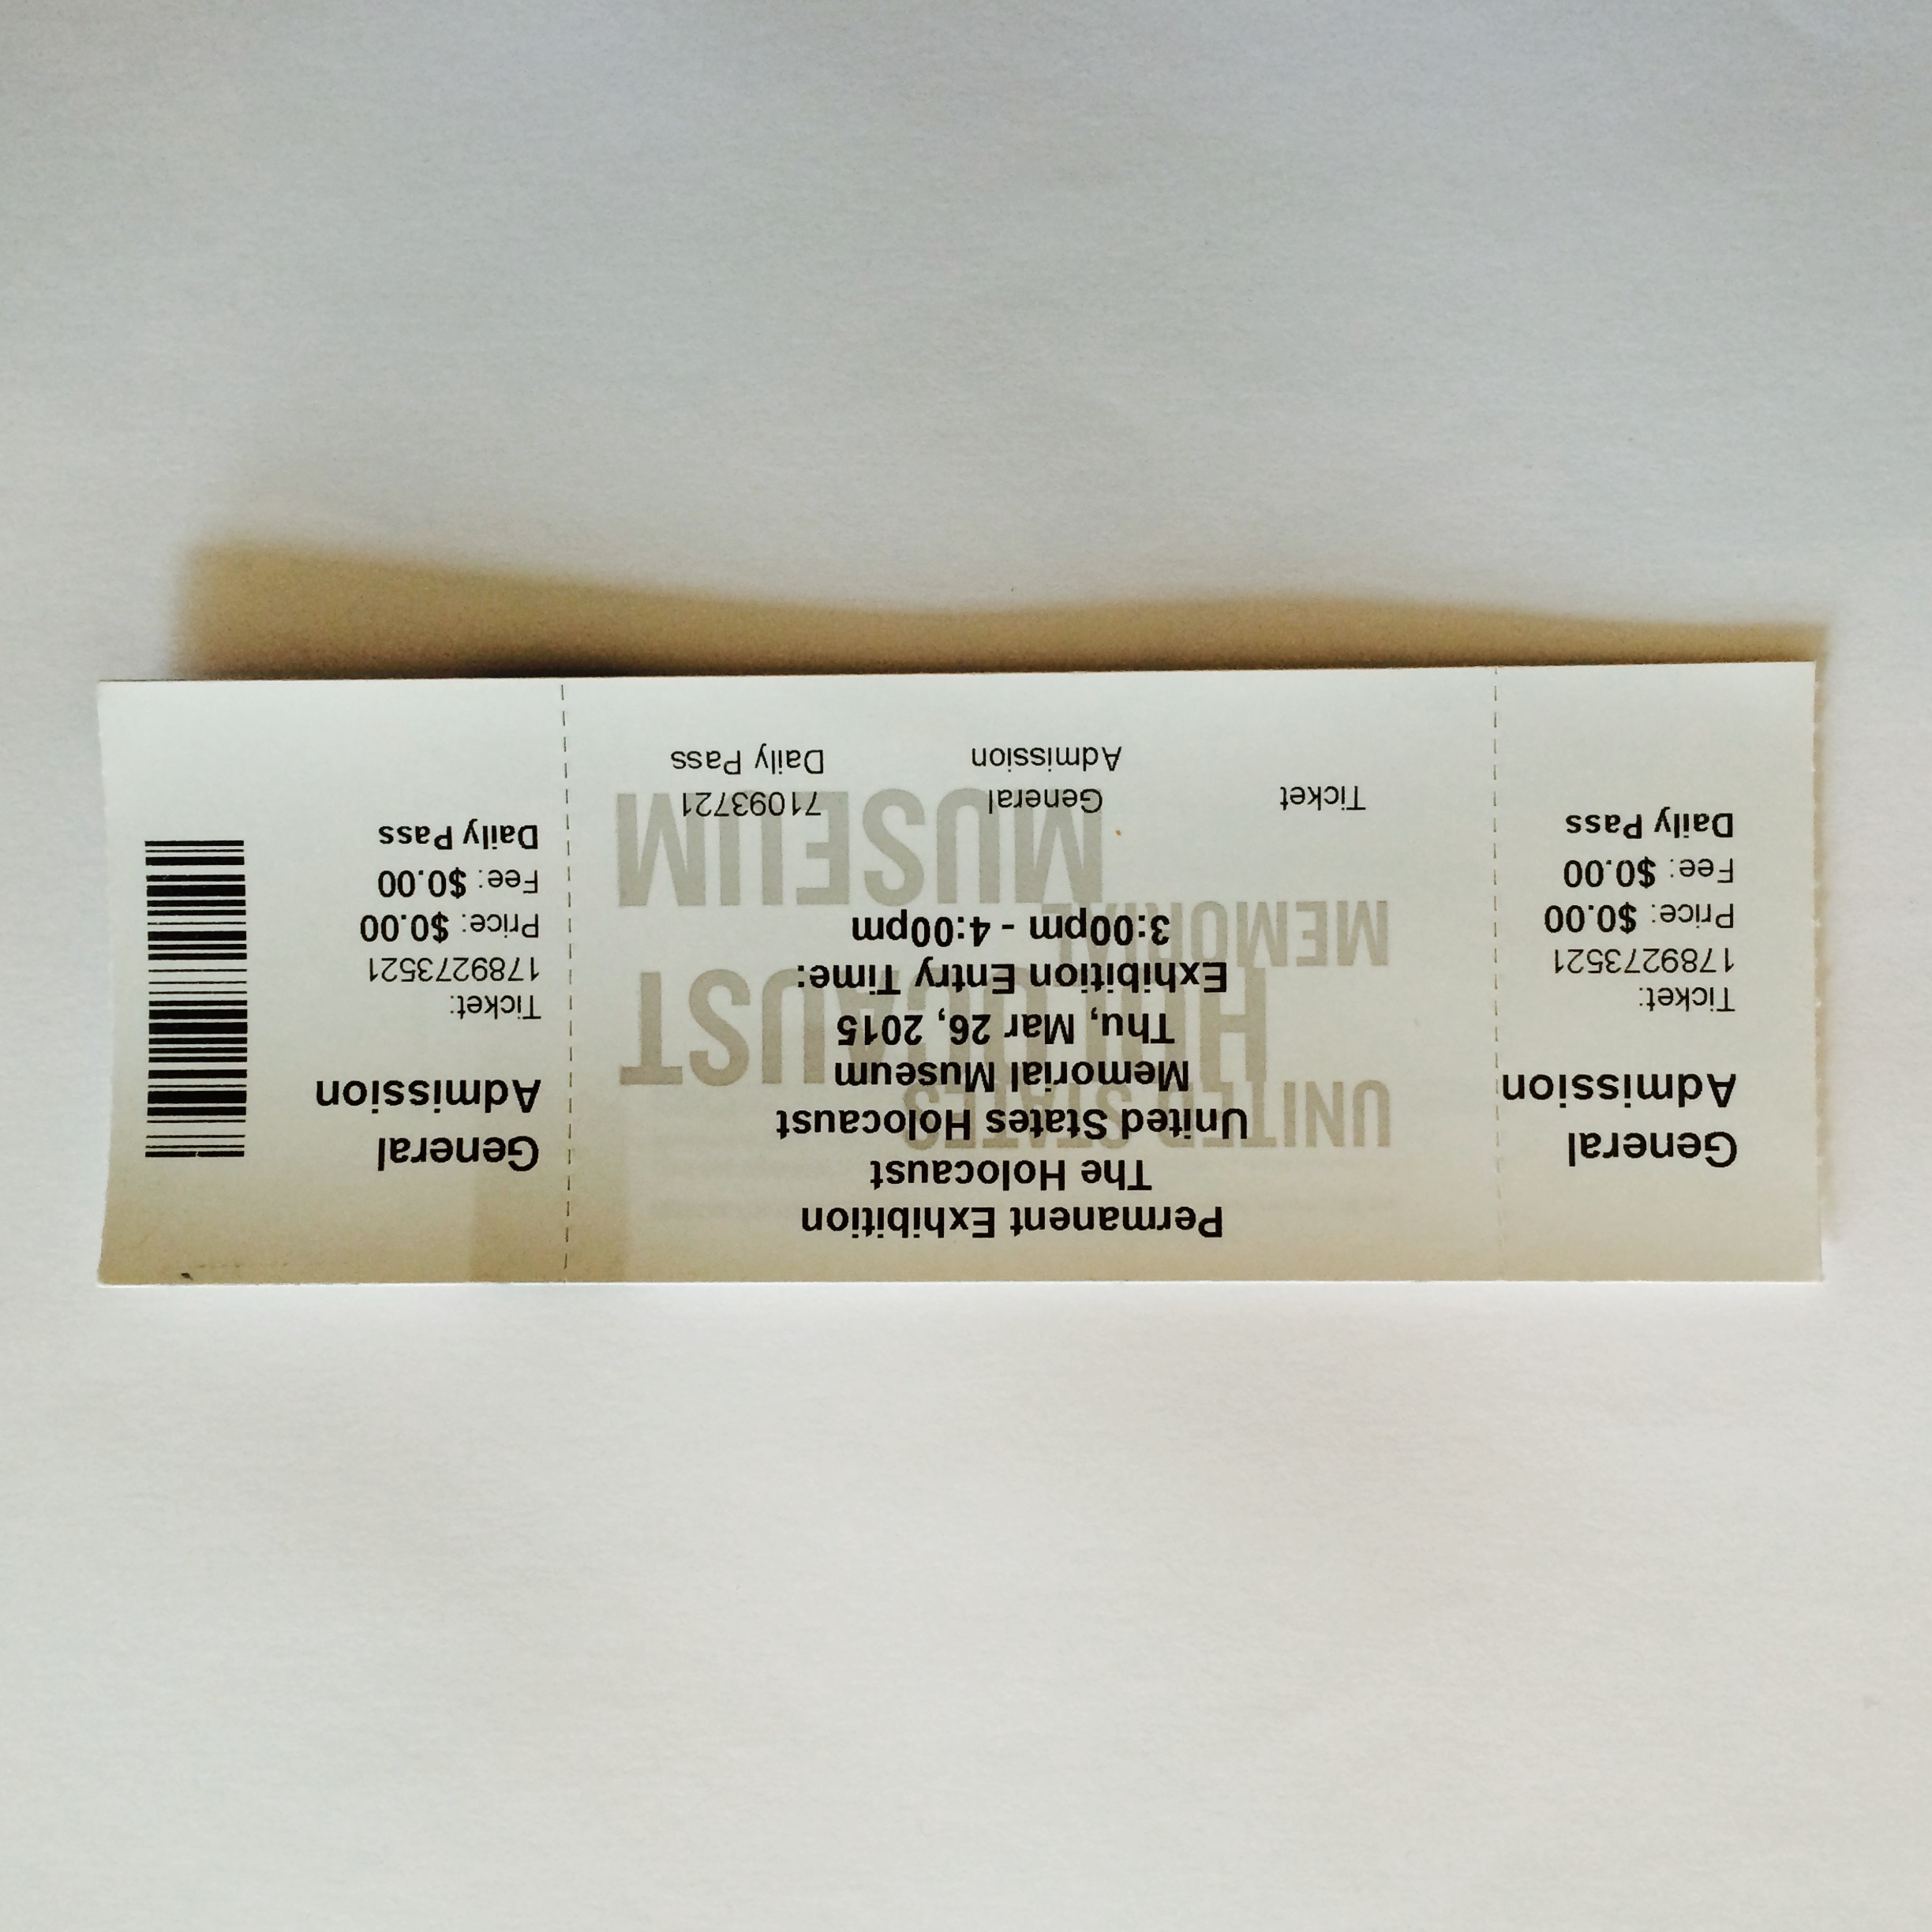 General
Admission
Ticket:
1789273521
Price: $0.00
Fee: $0.00
Daily Pass
Permanent Exhibition
The Holocaust
United States Holocaust
Memorial Museum
Thu, Mar 26, 2015
Exhibition Entry Time:
3:00pm - 4:00pm
UNITED STATES
HOLOCAUST
MEMORIAL
MUSEUM
Ticket
General
Admission
71093721
Daily Pass
General
Admission
Ticket:
1789273521
Price: $0.00
Fee: $0.00
Daily Pass